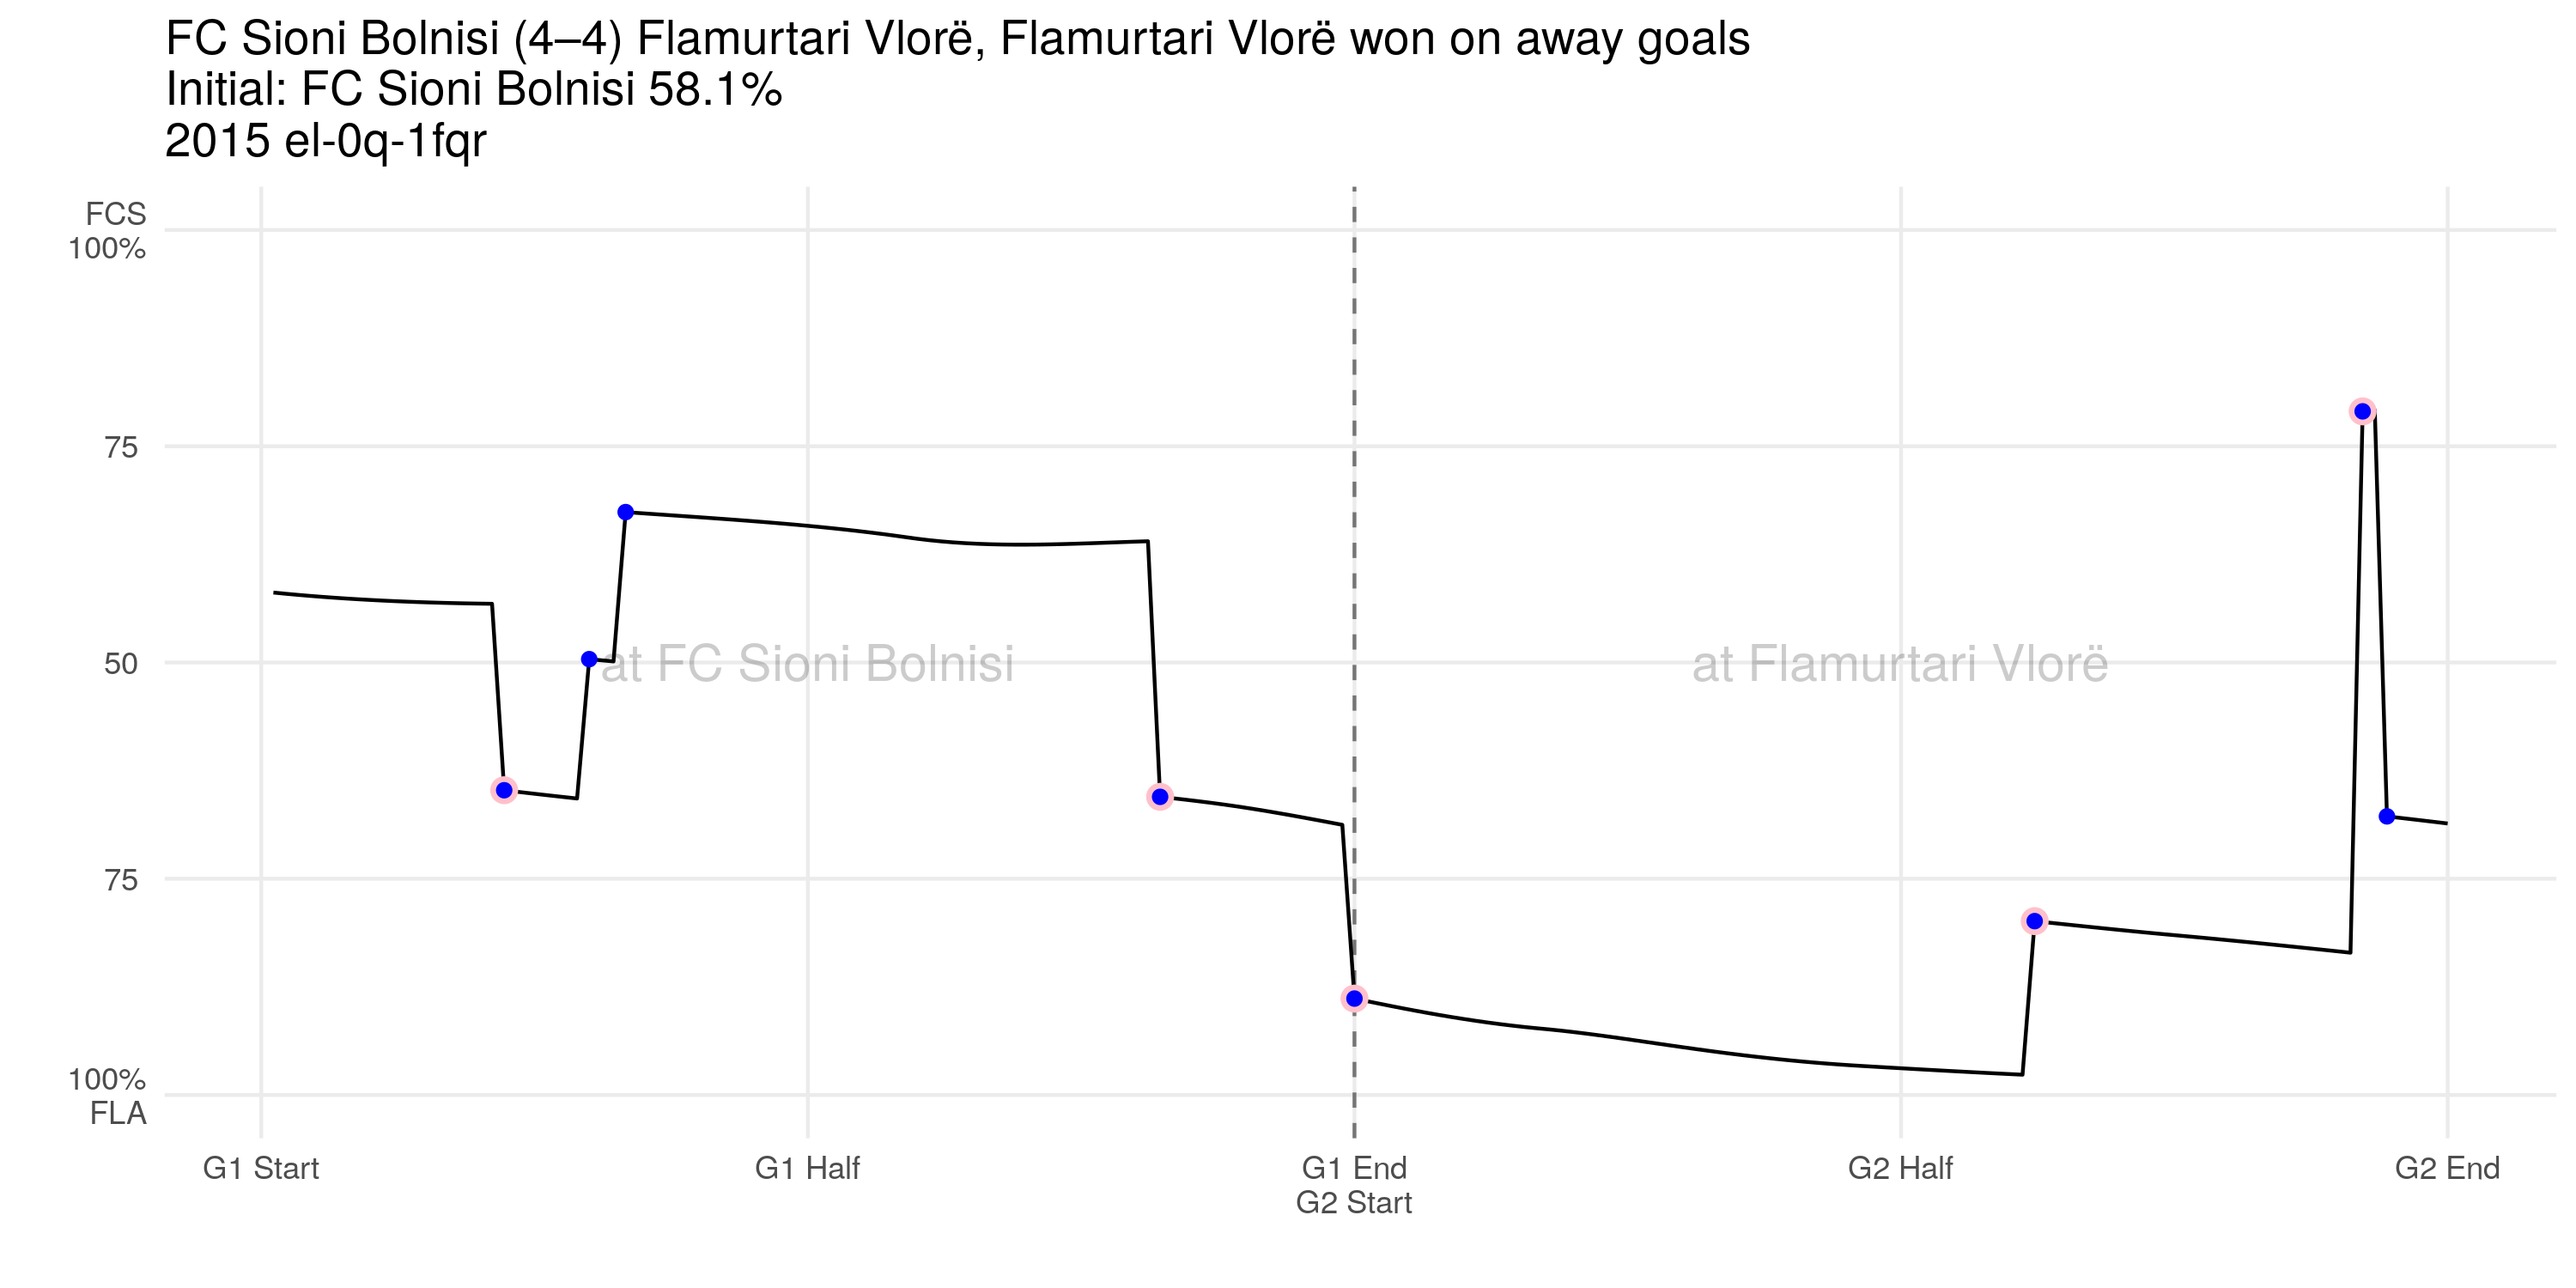 FC Sioni Bolnisi (4–4) Flamurtari Vlorë, Flamurtari Vlorë won on away goals
Initial: FC Sioni Bolnisi 58.1%
2015 el-0q-1fqr
FCS
100%
75
50
75
100%
FLA
at FC Sioni Bolnisi
at Flamurtari Vlorë
G1 Start
G1 Half
G1 End
G2 Start
G2 Half
G2 End